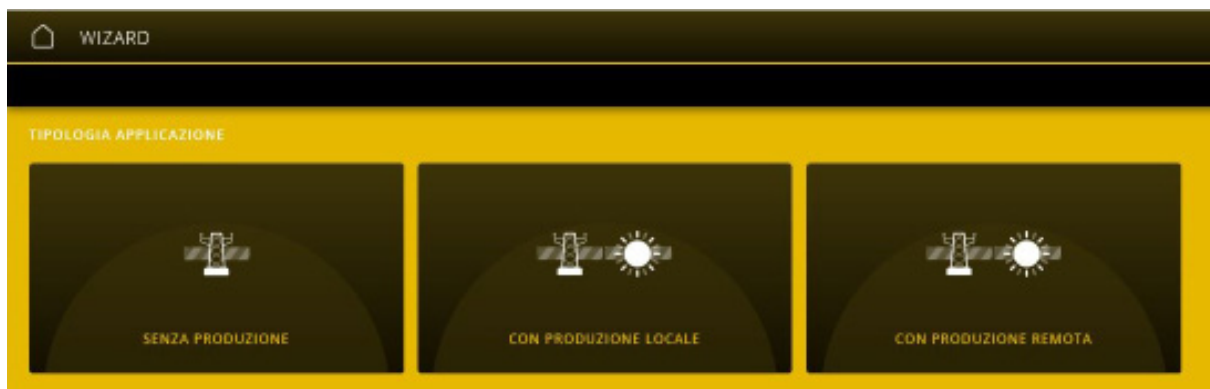 WIZARD
TIPOLOGIA APPLICAZIONE
SENZA PRODUZIONE
CON PRODUZIONE LOCALE
CON PRODUZIONE REMOTA